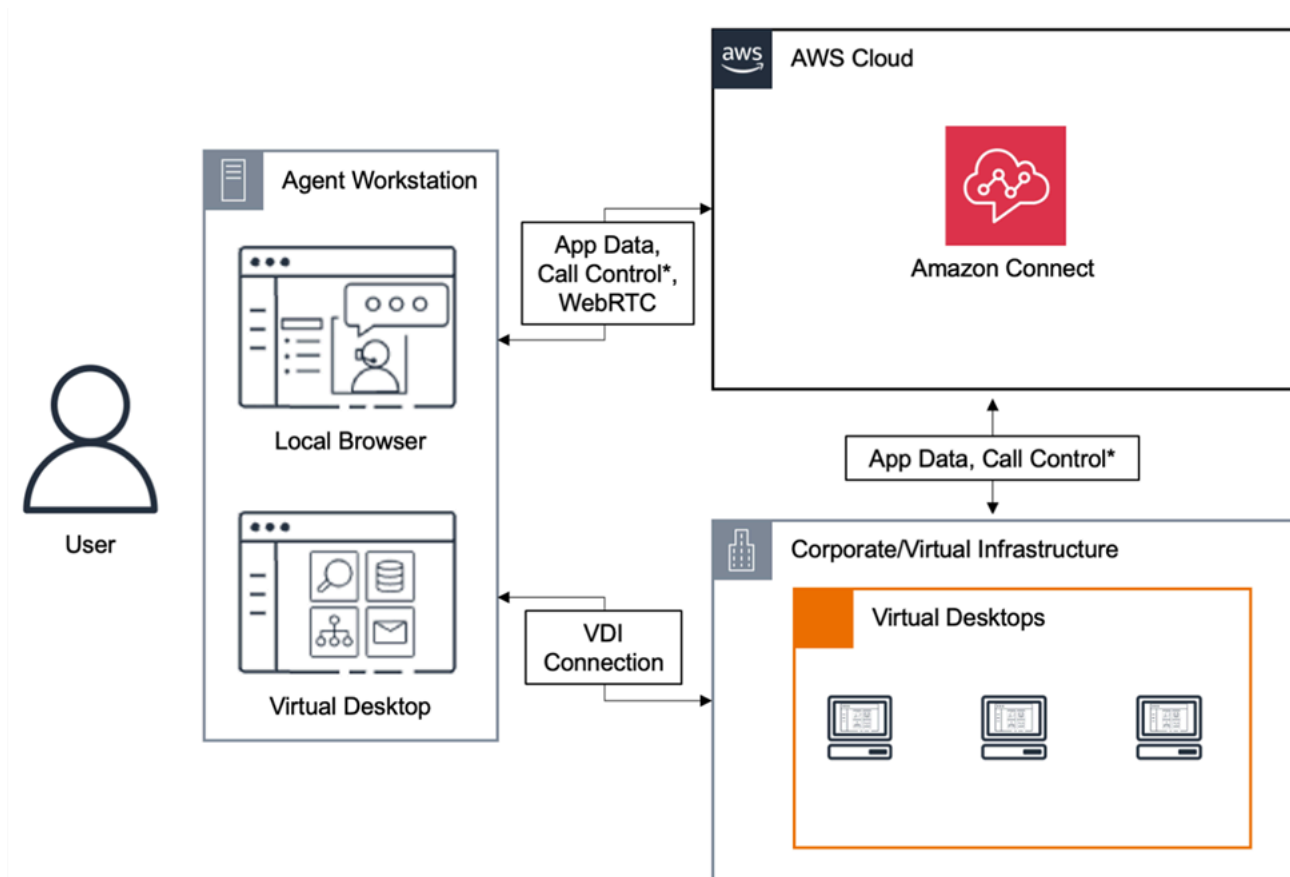 aws
AWS Cloud
Agent Workstation
App Data,
Call Control*,
WebRTC
Amazon Connect
Local Browser
App Data, Call Control*
User
Corporate/Virtual Infrastructure
Virtual Desktops
VDI
Connection
Virtual Desktop